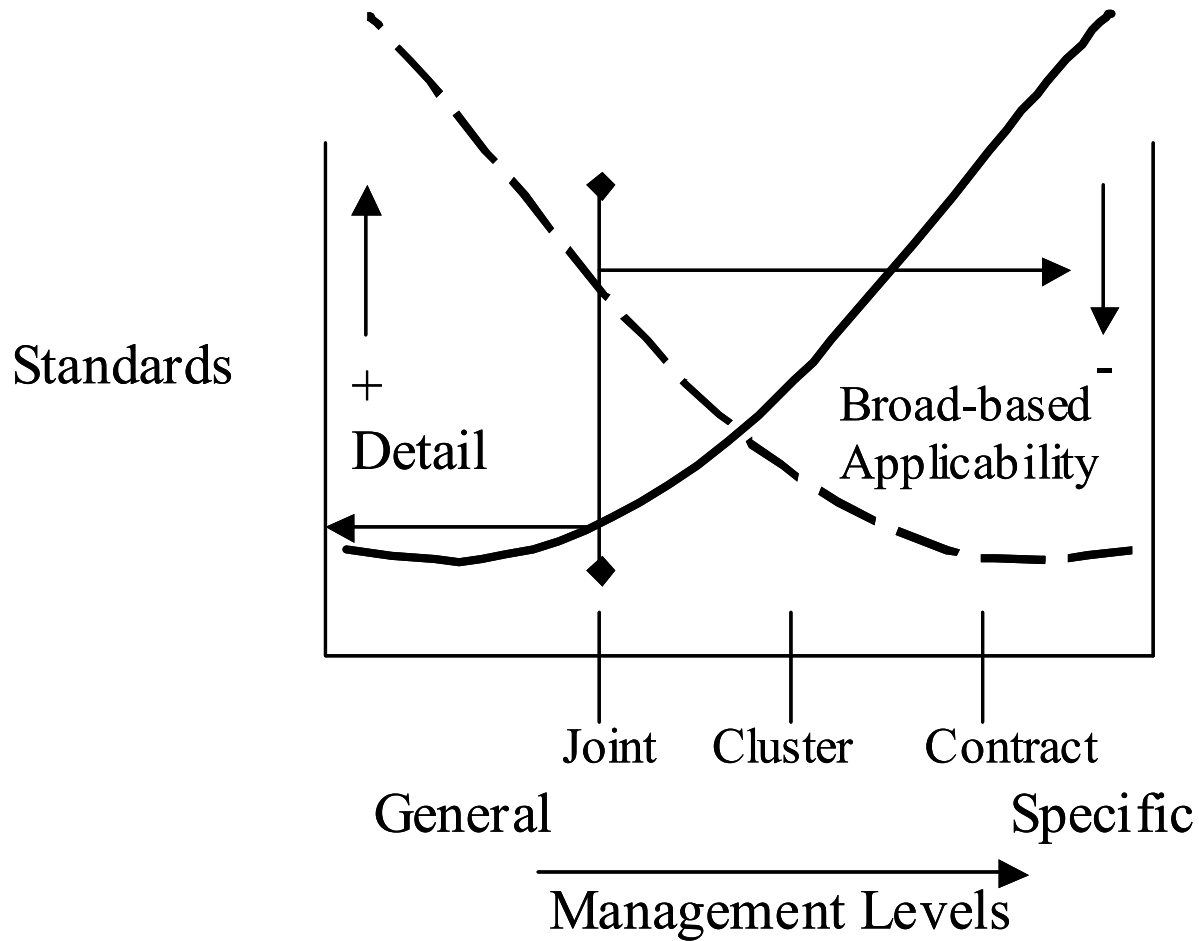 Standards
+
Detail
-
Broad-based
Applicability
Joint Cluster Contract
General Specific
Management Levels